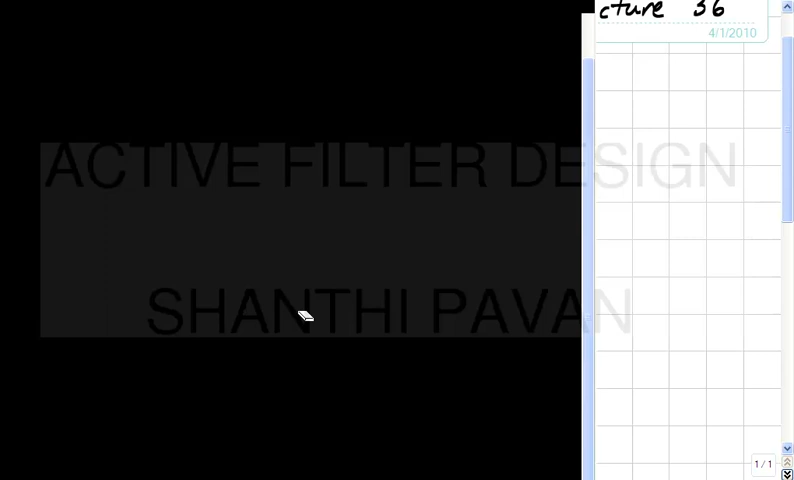 cture 36
4/1/2010
ACTIVE FILTER DESIGN
SHANTHI PAVAN
1/1